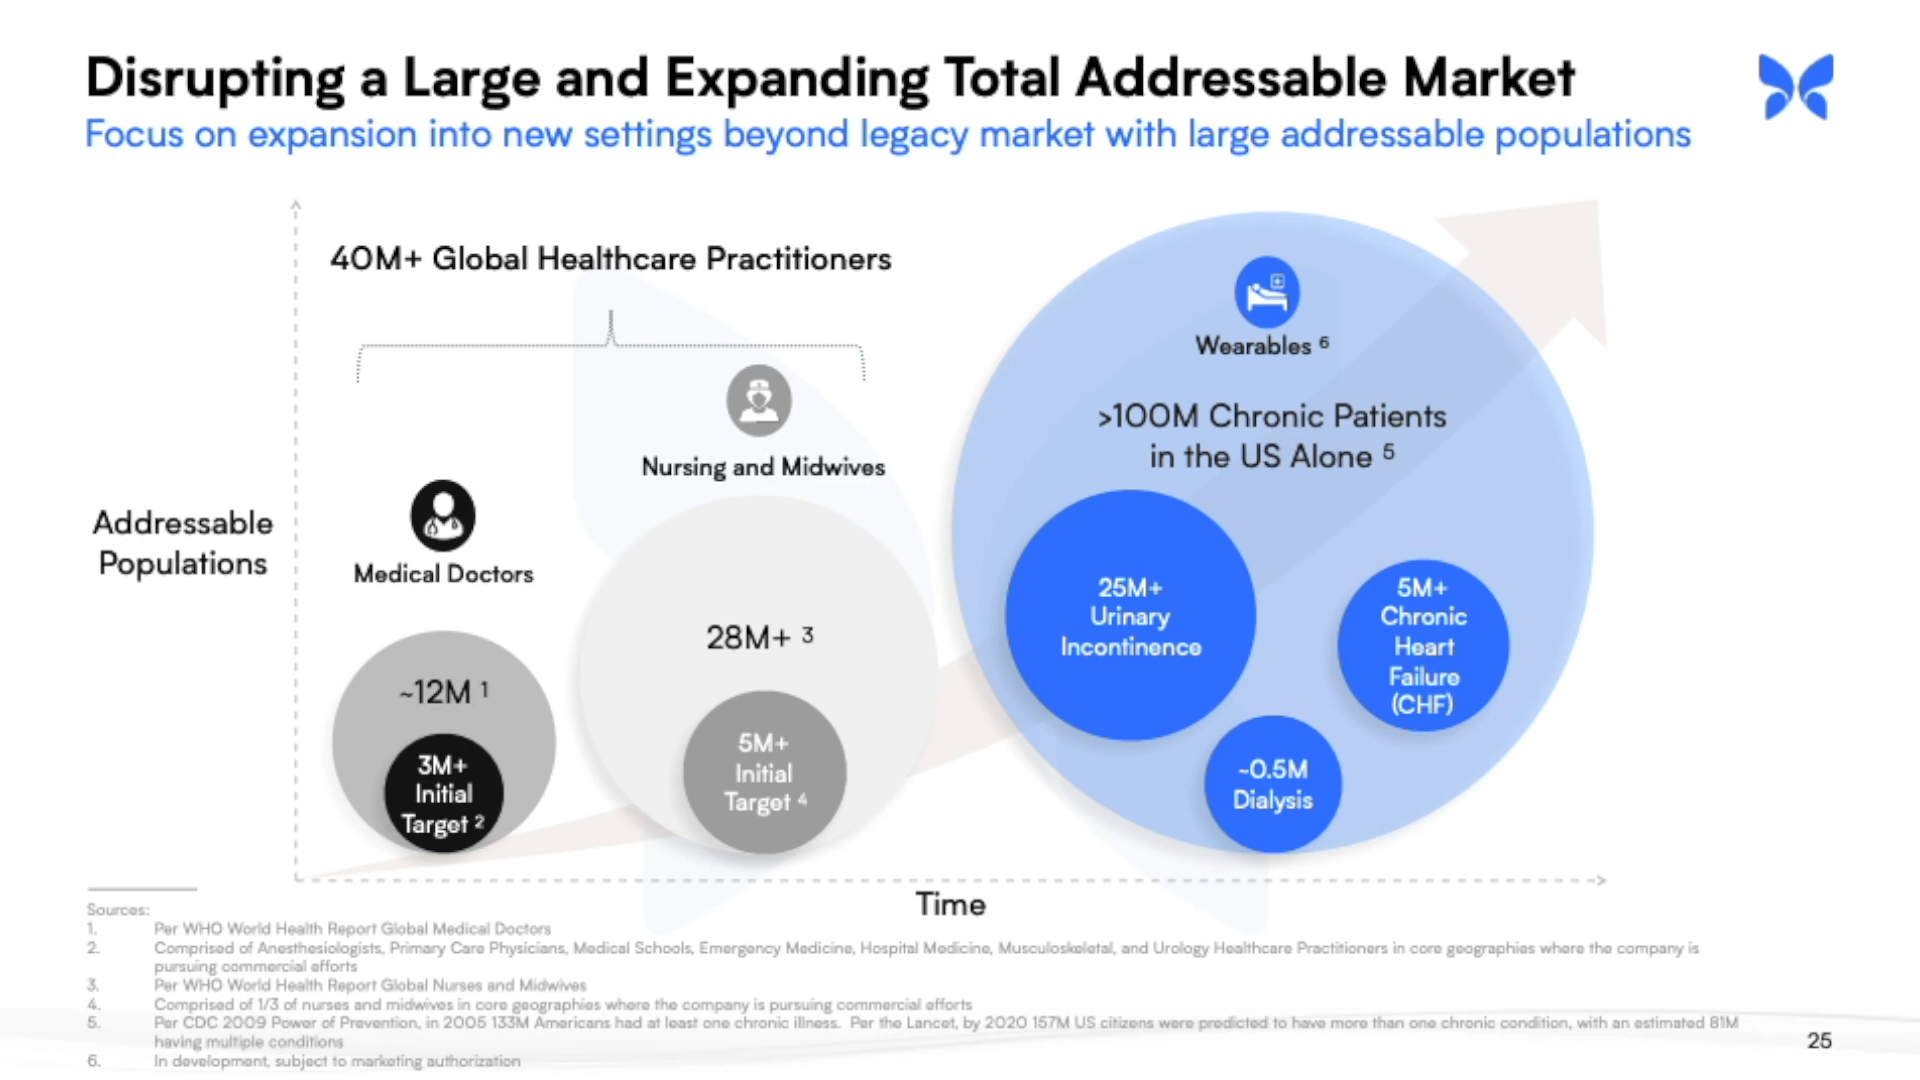 Disrupting a Large and Expanding Total Addressable Market
Focus on expansion into new settings beyond legacy market with large addressable populations
40M+ Global Healthcare Practitioners
Wearables 6
>100M Chronic Patients
in the US Alone 5
Nursing and Midwives
Addressable
Populations
Medical Doctors
25M+
Urinary
Incontinence
5M+
Chronic
Heart
Failure
(CHF)
28M+ 3
~12M 1
5M+
Initial
Target 4
3M+
Initial
Target 2
~0.5M
Dialysis
Time
Sources:
1. Per WHO World Health Report Global Medical Doctors
2. Comprised of Anesthesiologists, Primary Care Physicians, Medical Schools, Emergency Medicine, Hospital Medicine, Musculoskeletal, and Urology Healthcare Practitioners in core geographies where the company is
pursuing commercial efforts
3. Per WHO World Health Report Global Nurses and Midwives
4. Comprised of 1/3 of nurses and midwives in core geographies where the company is pursuing commercial efforts
5. Per CDC 2009 Power of Prevention, in 2005 133M Americans had at least one chronic illness. Per the Lancet, by 2020 157M US citizens were predicted to have more than one chronic condition, with an estimated 81M
having multiple conditions
6. In development, subject to marketing authorization
25